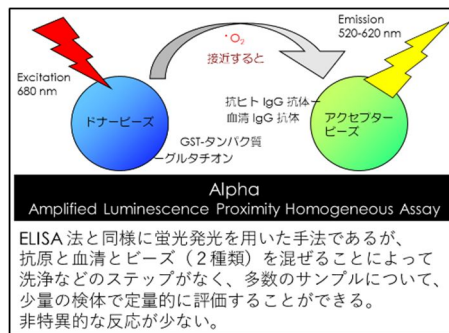 Excitation
680 nm
•O₂
接近すると
Emission
520-620 nm
ドナービーズ
GST-タンパク質
グルタチオン
抗ヒト IgG 抗体
血清 IgG 抗体
アクセプター
ビーズ
Alpha
Amplified Luminescence Proximity Homogeneous Assay
ELISA 法と同様に蛍光発光を用いた手法であるが、
抗原と血清とビーズ（２種類）を混ぜることによって
洗浄などのステップがなく、多数のサンプルについて、
少量の検体で定量的に評価することができる。
非特異的な反応が少ない。